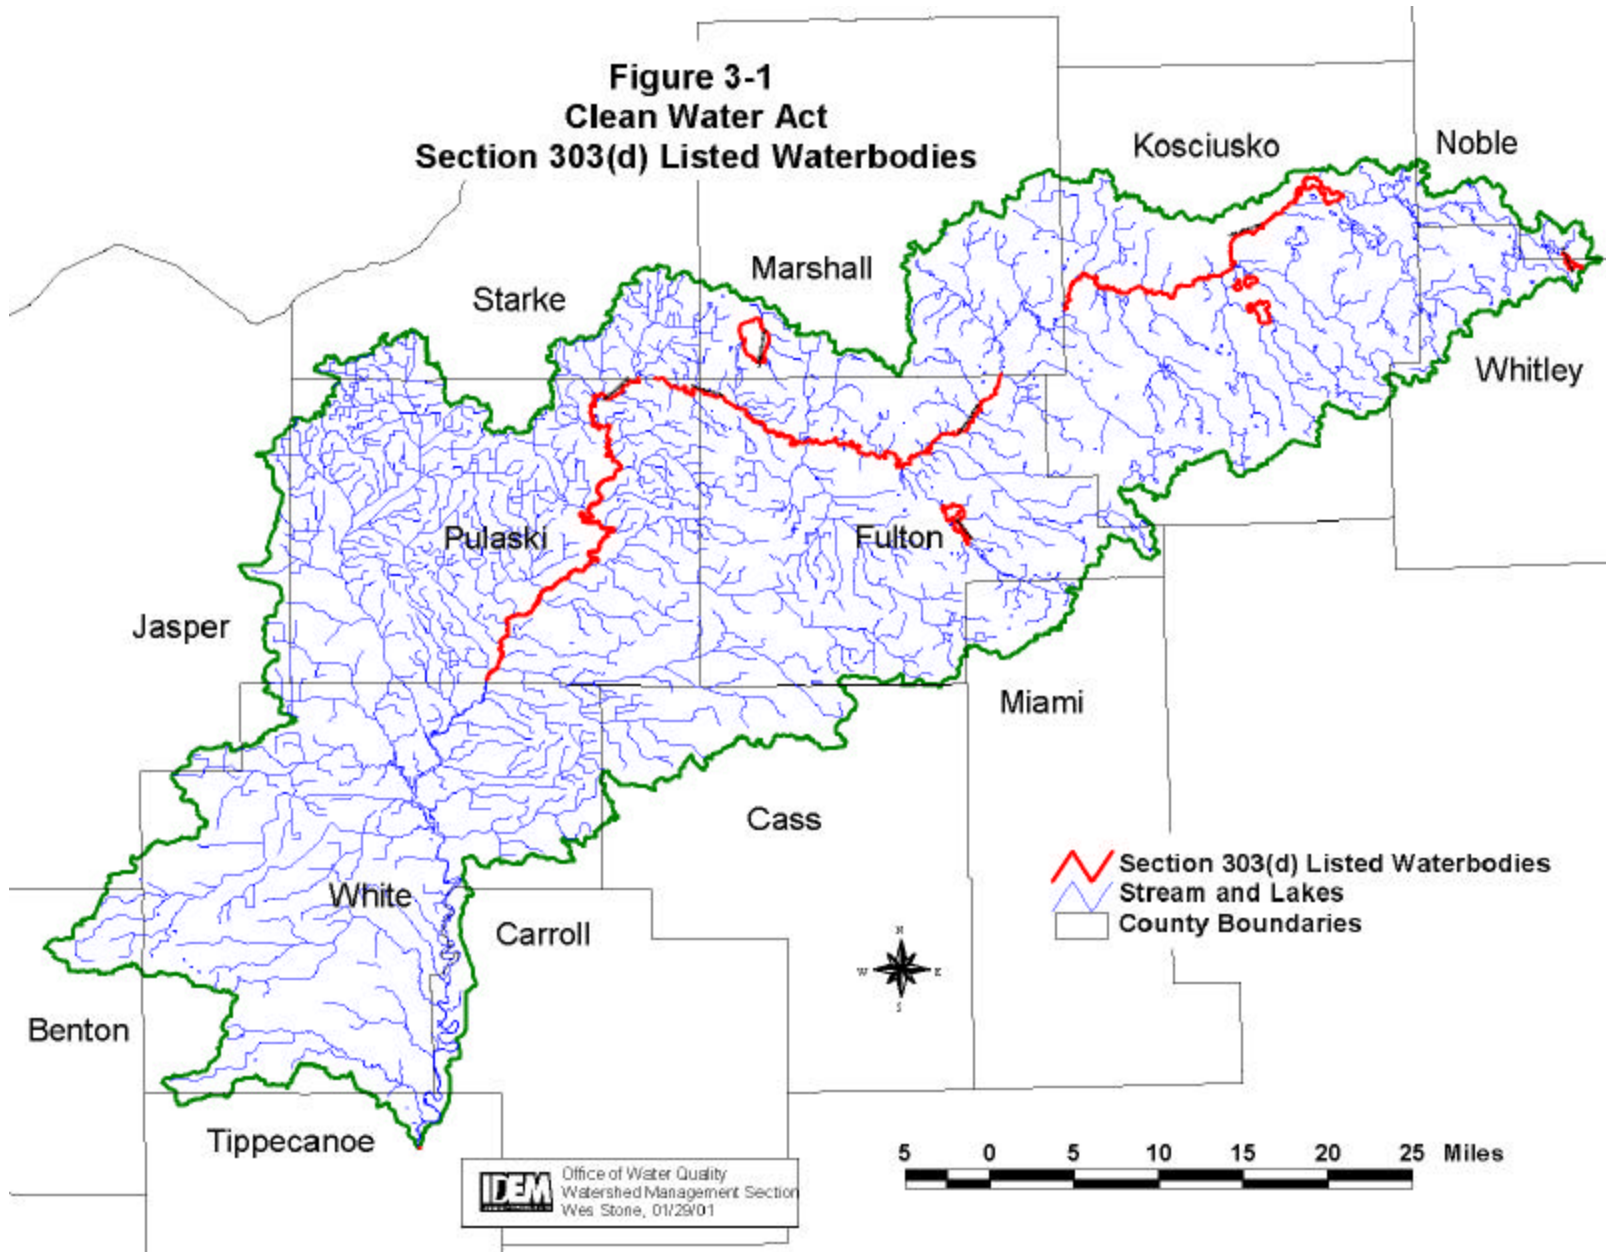 Figure 3-1
Clean Water Act
Section 303(d) Listed Waterbodies
Kosciusko
Noble
Marshall
Starke
Whitley
Pulaski
Fulton
Jasper
Miami
Cass
White
Carroll
Benton
Tippecanoe
Section 303(d) Listed Waterbodies
Stream and Lakes
County Boundaries
N
W E
S
5 0 5 10 15 20 25 Miles
IDEM
Office of Water Quality
Watershed Management Section
Wes Stone, 01/29/01